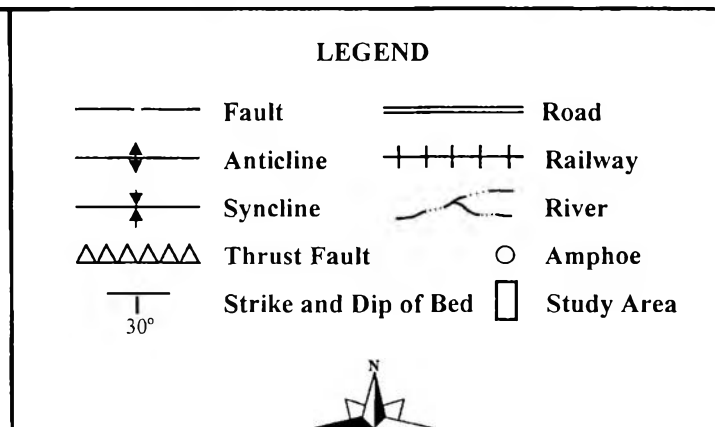 LEGEND
Fault Road
Anticline Railway
Syncline River
Thrust Fault Amphoe
Strike and Dip of Bed Study Area
30°
N